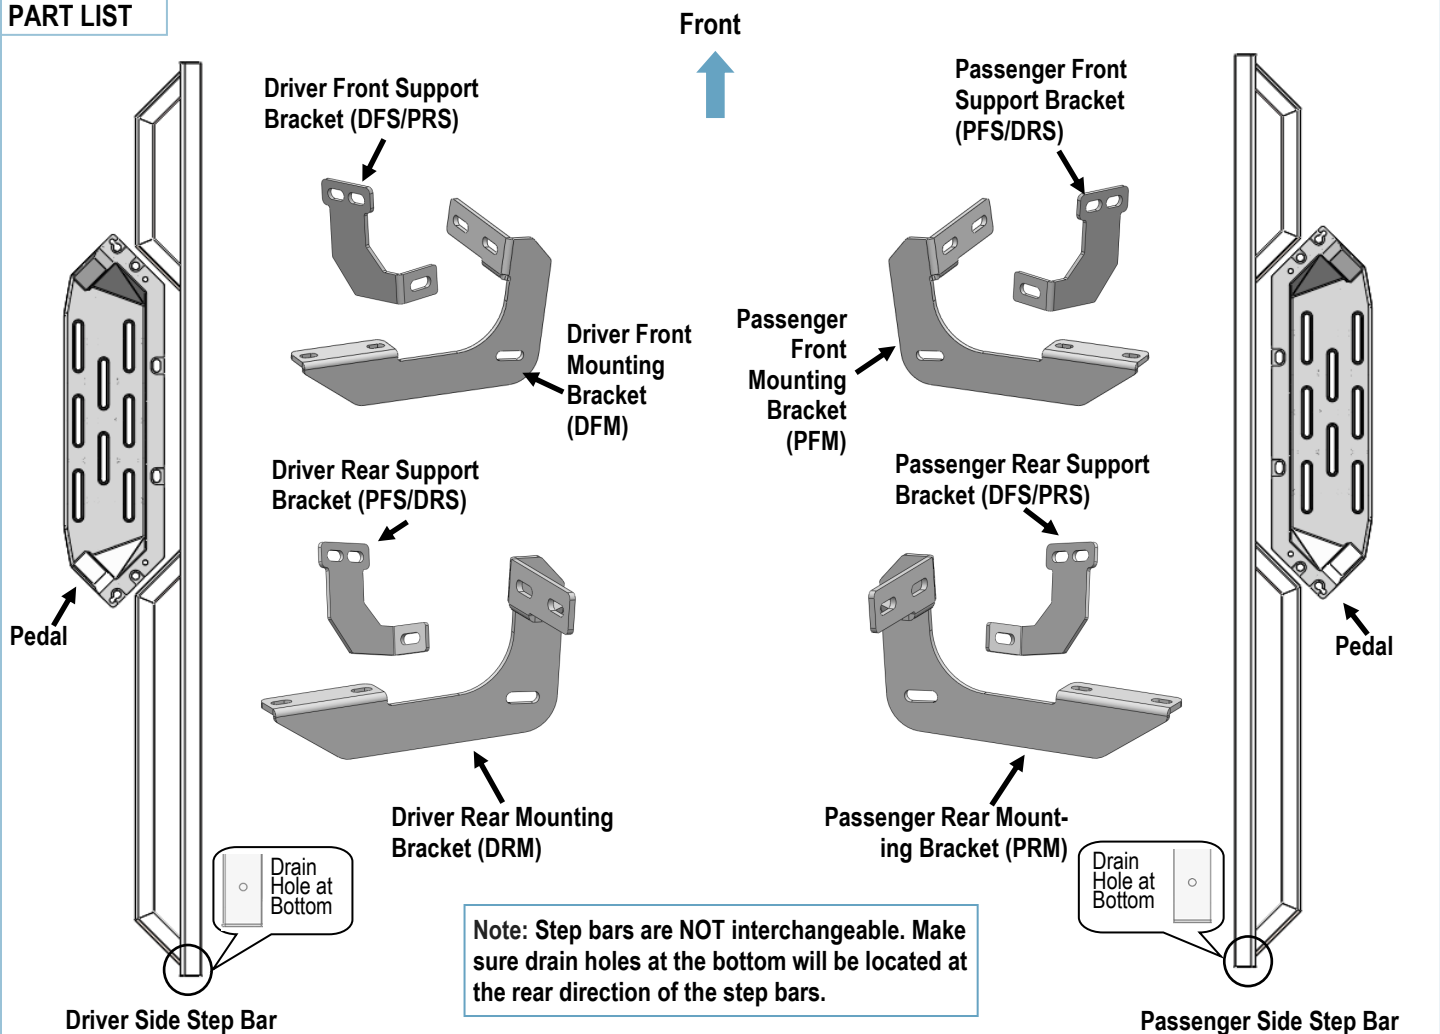 PART LIST
Front
Driver Front Support
Bracket (DFS/PRS)
Passenger Front
Support Bracket
(PFS/DRS)
Driver Front
Mounting
Bracket
(DFM)
Passenger
Front
Mounting
Bracket
(PFM)
Driver Rear Support
Bracket (PFS/DRS)
Passenger Rear Support
Bracket (DFS/PRS)
Pedal
Pedal
Driver Rear Mounting
Bracket (DRM)
Passenger Rear Mount-
ing Bracket (PRM)
Drain
Hole at
Bottom
Drain
Hole at
Bottom
Note: Step bars are NOT interchangeable. Make
sure drain holes at the bottom will be located at
the rear direction of the step bars.
Driver Side Step Bar
Passenger Side Step Bar